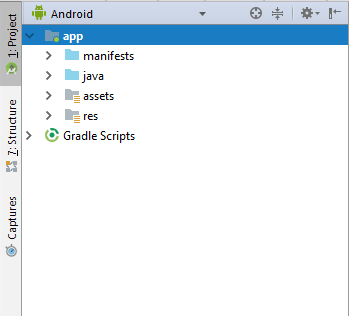 Android
app
manifests
java
assets
res
Gradle Scripts
1: Project
7: Structure
Captures